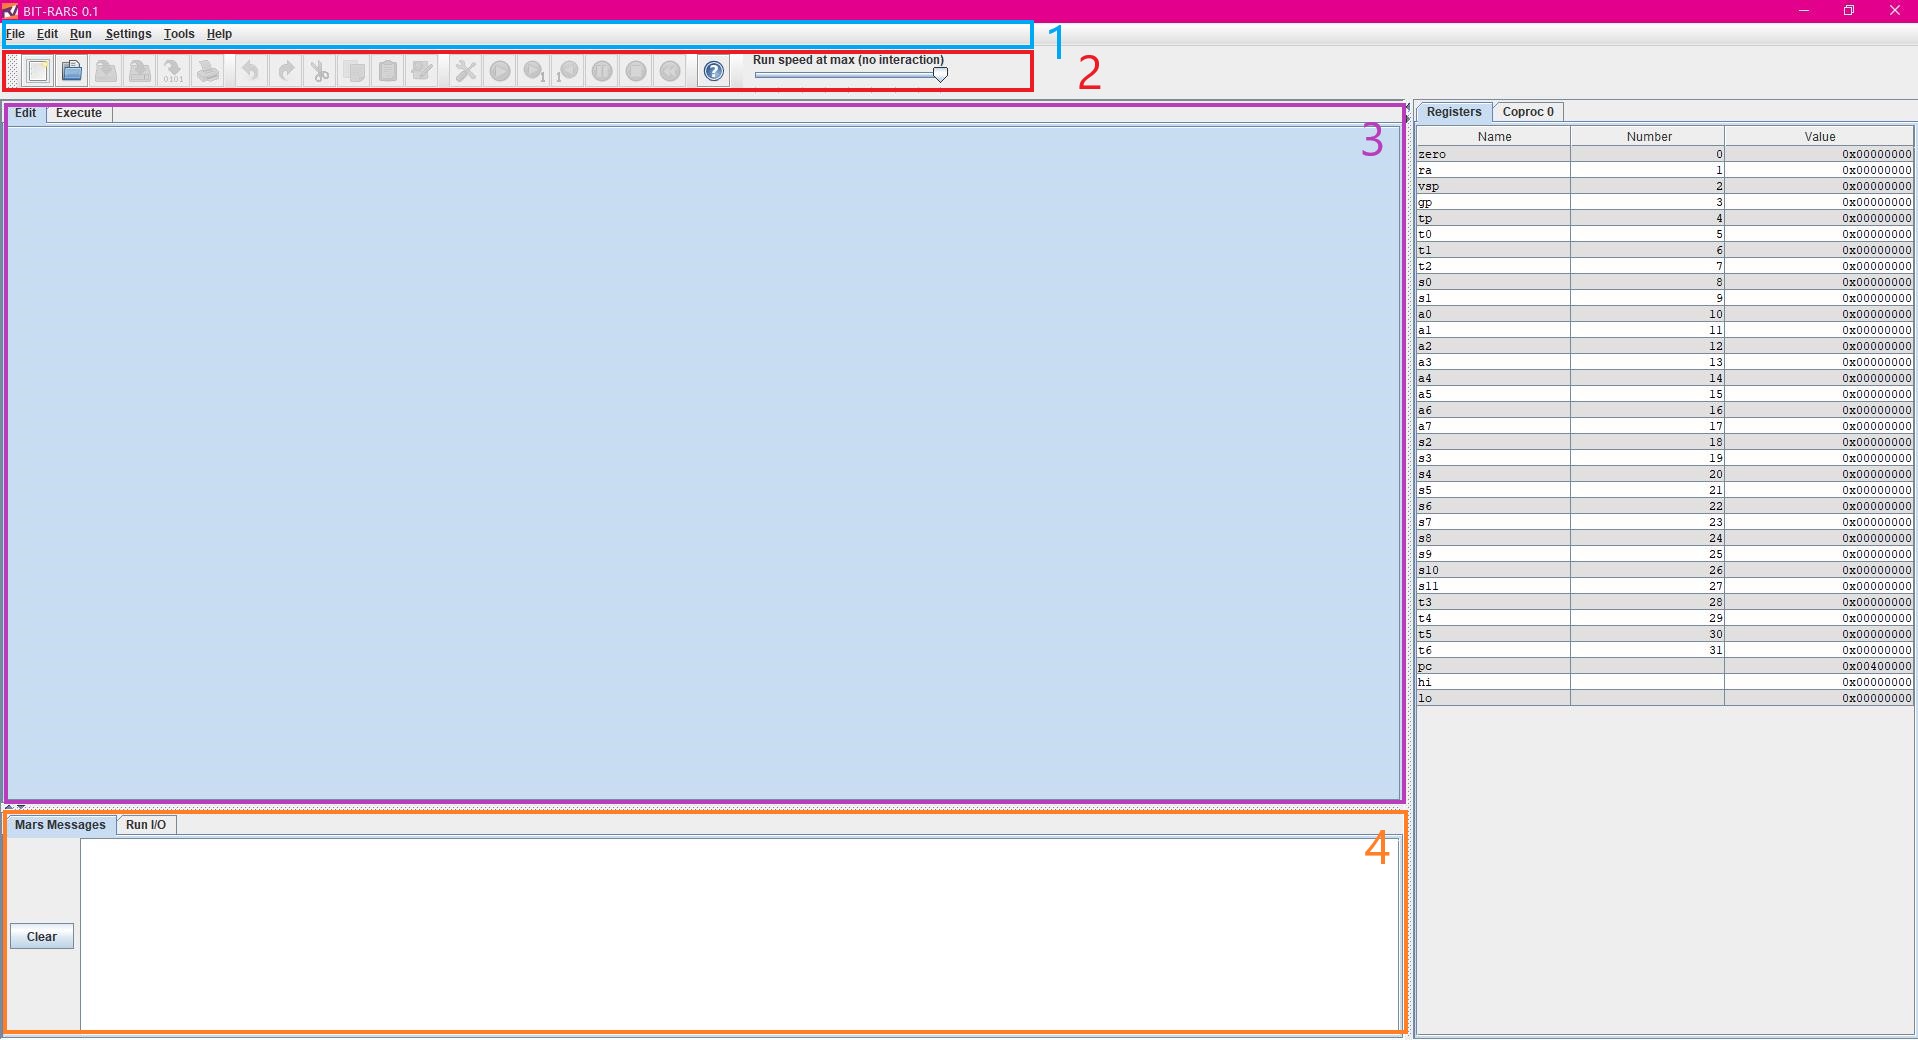 BIT-RARS 0.1
File Edit Run Settings Tools Help 1
0101 1 1 ? Run speed at max (no interaction) 2
Edit Execute 3
Registers Coproc 0
Name Number Value
zero 0 0x00000000
ra 1 0x00000000
vsp 2 0x00000000
gp 3 0x00000000
tp 4 0x00000000
t0 5 0x00000000
t1 6 0x00000000
t2 7 0x00000000
s0 8 0x00000000
s1 9 0x00000000
a0 10 0x00000000
a1 11 0x00000000
a2 12 0x00000000
a3 13 0x00000000
a4 14 0x00000000
a5 15 0x00000000
a6 16 0x00000000
a7 17 0x00000000
s2 18 0x00000000
s3 19 0x00000000
s4 20 0x00000000
s5 21 0x00000000
s6 22 0x00000000
s7 23 0x00000000
s8 24 0x00000000
s9 25 0x00000000
s10 26 0x00000000
s11 27 0x00000000
t3 28 0x00000000
t4 29 0x00000000
t5 30 0x00000000
t6 31 0x00000000
pc 0x00400000
hi 0x00000000
lo 0x00000000
Mars Messages Run I/O 4
Clear